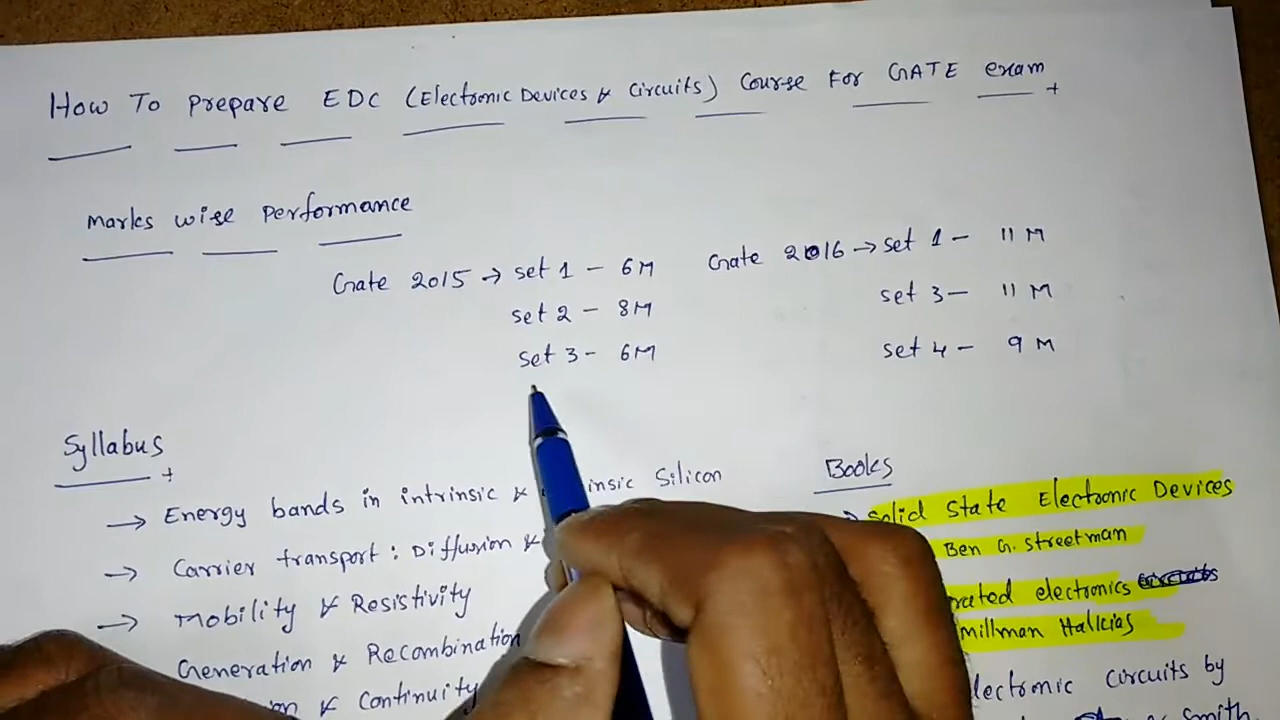 How To Prepare EDC (Electronic Devices & Circuits) Course For GATE exam
Marks wise Performance
Gate 2015 → set 1 - 6M
set 2 - 8M
set 3 - 6M
Gate 2016 → set 1 - 11 M
set 3 - 11 M
set 4 - 9 M
Syllabus
→ Energy bands in intrinsic & insic Silicon
→ Carrier transport : Diffusion &
→ Mobility & Resistivity
Generation & Recombination
on & Continuity
Books
→ Solid State Electronic Devices
Ben G. Streetman
rated electronics
millman Halkias
lectronic circuits by
Smith